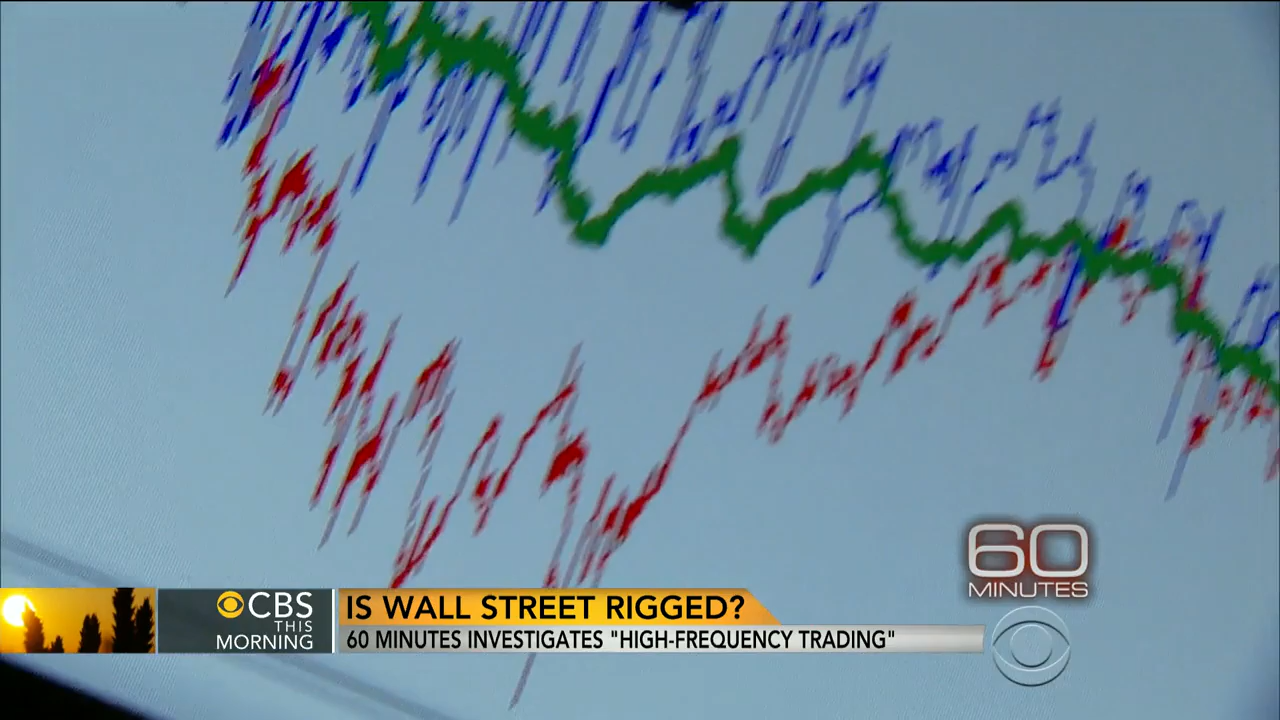 60
MINUTES
CBS
THIS
MORNING
IS WALL STREET RIGGED?
60 MINUTES INVESTIGATES "HIGH-FREQUENCY TRADING"